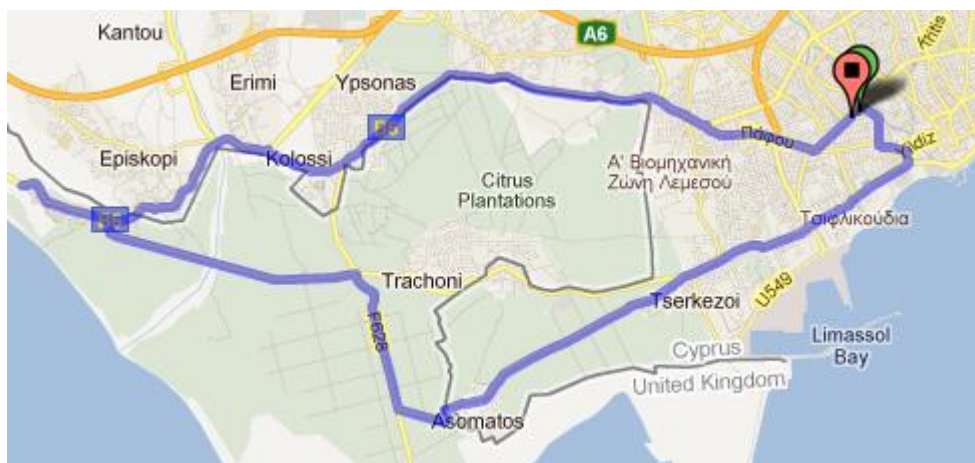 Kantou
A6
Erimi
Ypsonas
B6
Πάφου
Episkopi
Kolossi
Α' Βιομηχανική
Ζώνη Λεμεσού
Citrus
Plantations
B6
Τσιφλικούδια
Trachoni
Tserkezoi
U549
F628
Limassol
Bay
Cyprus
United Kingdom
Asomatos